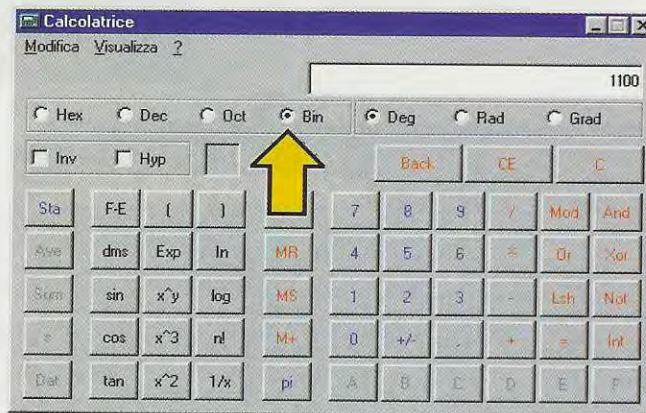 Calcolatrice
Modifica Visualizza ?
1100
Hex Dec Oct Bin Deg Rad Grad
Inv Hyp Back CE C
Sta F-E ( ) 7 8 9 / Mod And
Ave dms Exp ln MR 4 5 6 * Or Xor
Sum sin x^y log MS 1 2 3 - Lsh Not
s cos x^3 n! M+ 0 +/- , + = Int
Dat tan x^2 1/x pi A B C D E F